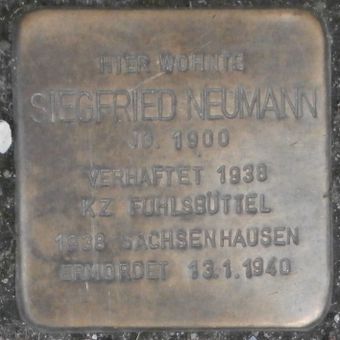 HIER WOHNTE
SIEGFRIED NEUMANN
JG. 1900
VERHAFTET 1938
KZ FUHLSBÜTTEL
1938 SACHSENHAUSEN
ERMORDET 13.1.1940